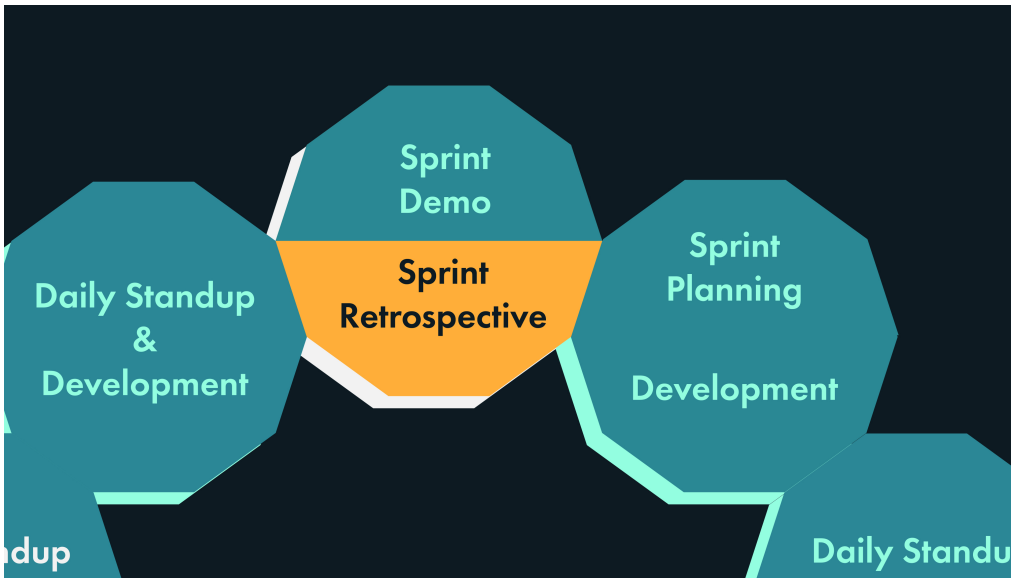 Sprint
Demo
Sprint
Retrospective
Daily Standup
&
Development
Sprint
Planning
Development
ndup
Daily Standu